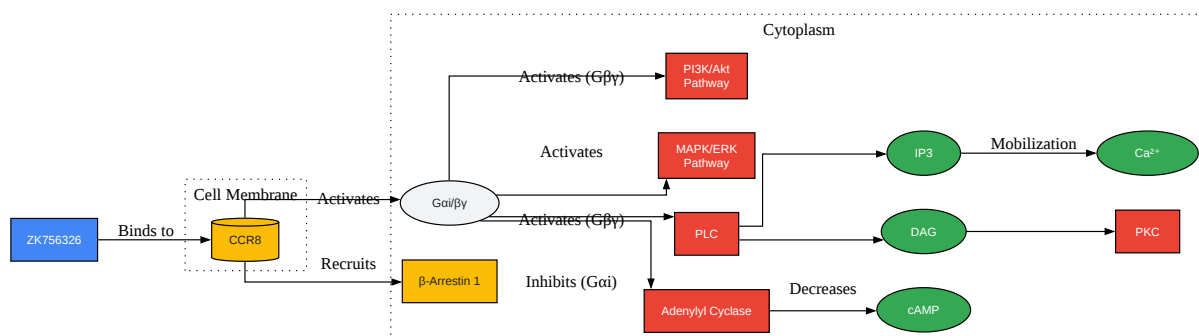 Cytoplasm
Activates (Gβγ)
PI3K/Akt
Pathway
Activates
MAPK/ERK
Pathway
IP3
Mobilization
Ca²⁺
Cell Membrane
Activates
Gαi/βγ
Activates (Gβγ)
PLC
DAG
PKC
ZK756326
Binds to
CCR8
Recruits
β-Arrestin 1
Inhibits (Gαi)
Adenylyl Cyclase
Decreases
cAMP